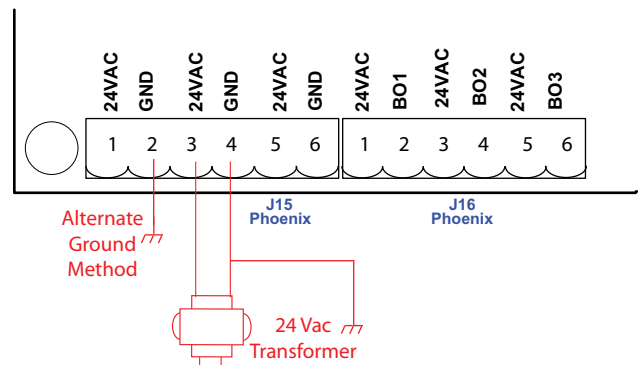 24VAC GND 24VAC GND 24VAC GND 24VAC BO1 24VAC BO2 24VAC BO3
1 2 3 4 5 6 1 2 3 4 5 6
J15
Phoenix
J16
Phoenix
Alternate
Ground
Method
24 Vac
Transformer